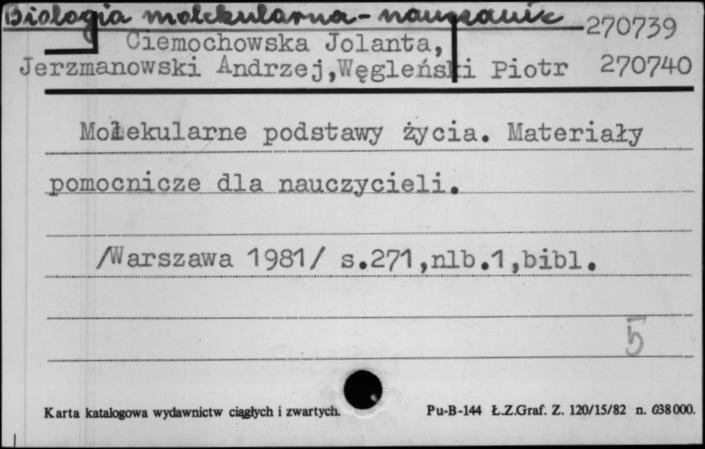 Biologia molekularna - nauczanie
270739
Ciemochowska Jolanta,
Jerzmanowski Andrzej,Węgleński Piotr 270740
Molekularne podstawy życia. Materiały
pomocnicze dla nauczycieli.
/Warszawa 1981/ s.271,nlb.1,bibl.
5
Karta katalogowa wydawnictw ciągłych i zwartych.
Pu-B-144 Ł.Z.Graf. Z. 120/15/82 n. 638000.